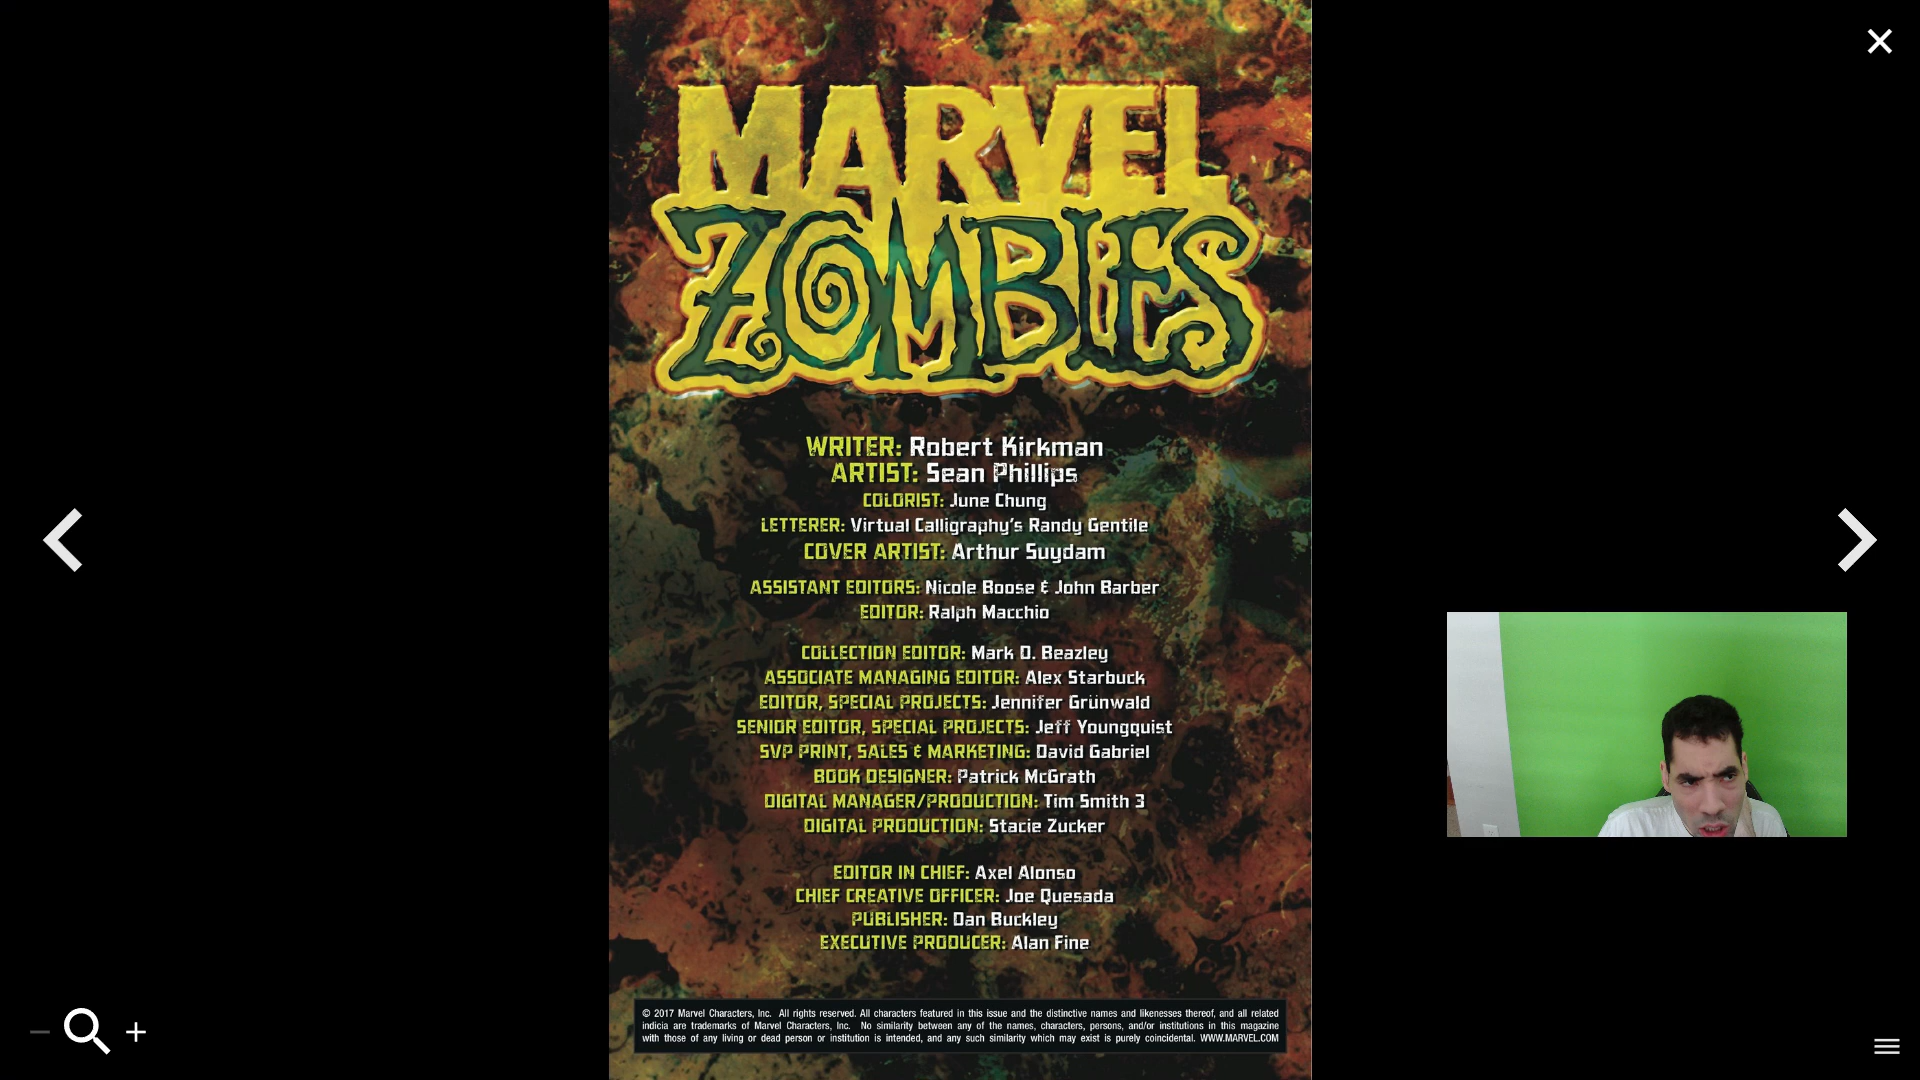 MARVEL
ZOMBIES
WRITER: Robert Kirkman
ARTIST: Sean Phillips
COLORIST: June Chung
LETTERER: Virtual Calligraphy's Randy Gentile
COVER ARTIST: Arthur Suydam
ASSISTANT EDITORS: Nicole Boose & John Barber
EDITOR: Ralph Macchio
COLLECTION EDITOR: Mark D. Beazley
ASSOCIATE MANAGING EDITOR: Alex Starbuck
EDITOR, SPECIAL PROJECTS: Jennifer Grünwald
SENIOR EDITOR, SPECIAL PROJECTS: Jeff Youngquist
SVP PRINT, SALES & MARKETING: David Gabriel
BOOK DESIGNER: Patrick McGrath
DIGITAL MANAGER/PRODUCTION: Tim Smith 3
DIGITAL PRODUCTION: Stacie Zucker
EDITOR IN CHIEF: Axel Alonso
CHIEF CREATIVE OFFICER: Joe Quesada
PUBLISHER: Dan Buckley
EXECUTIVE PRODUCER: Alan Fine
© 2017 Marvel Characters, Inc. All rights reserved. All characters featured in this issue and the distinctive names and likenesses thereof, and all related
indicia are trademarks of Marvel Characters, Inc. No similarity between any of the names, characters, persons, and/or institutions in this magazine
with those of any living or dead person or institution is intended, and any such similarity which may exist is purely coincidental. WWW.MARVEL.COM